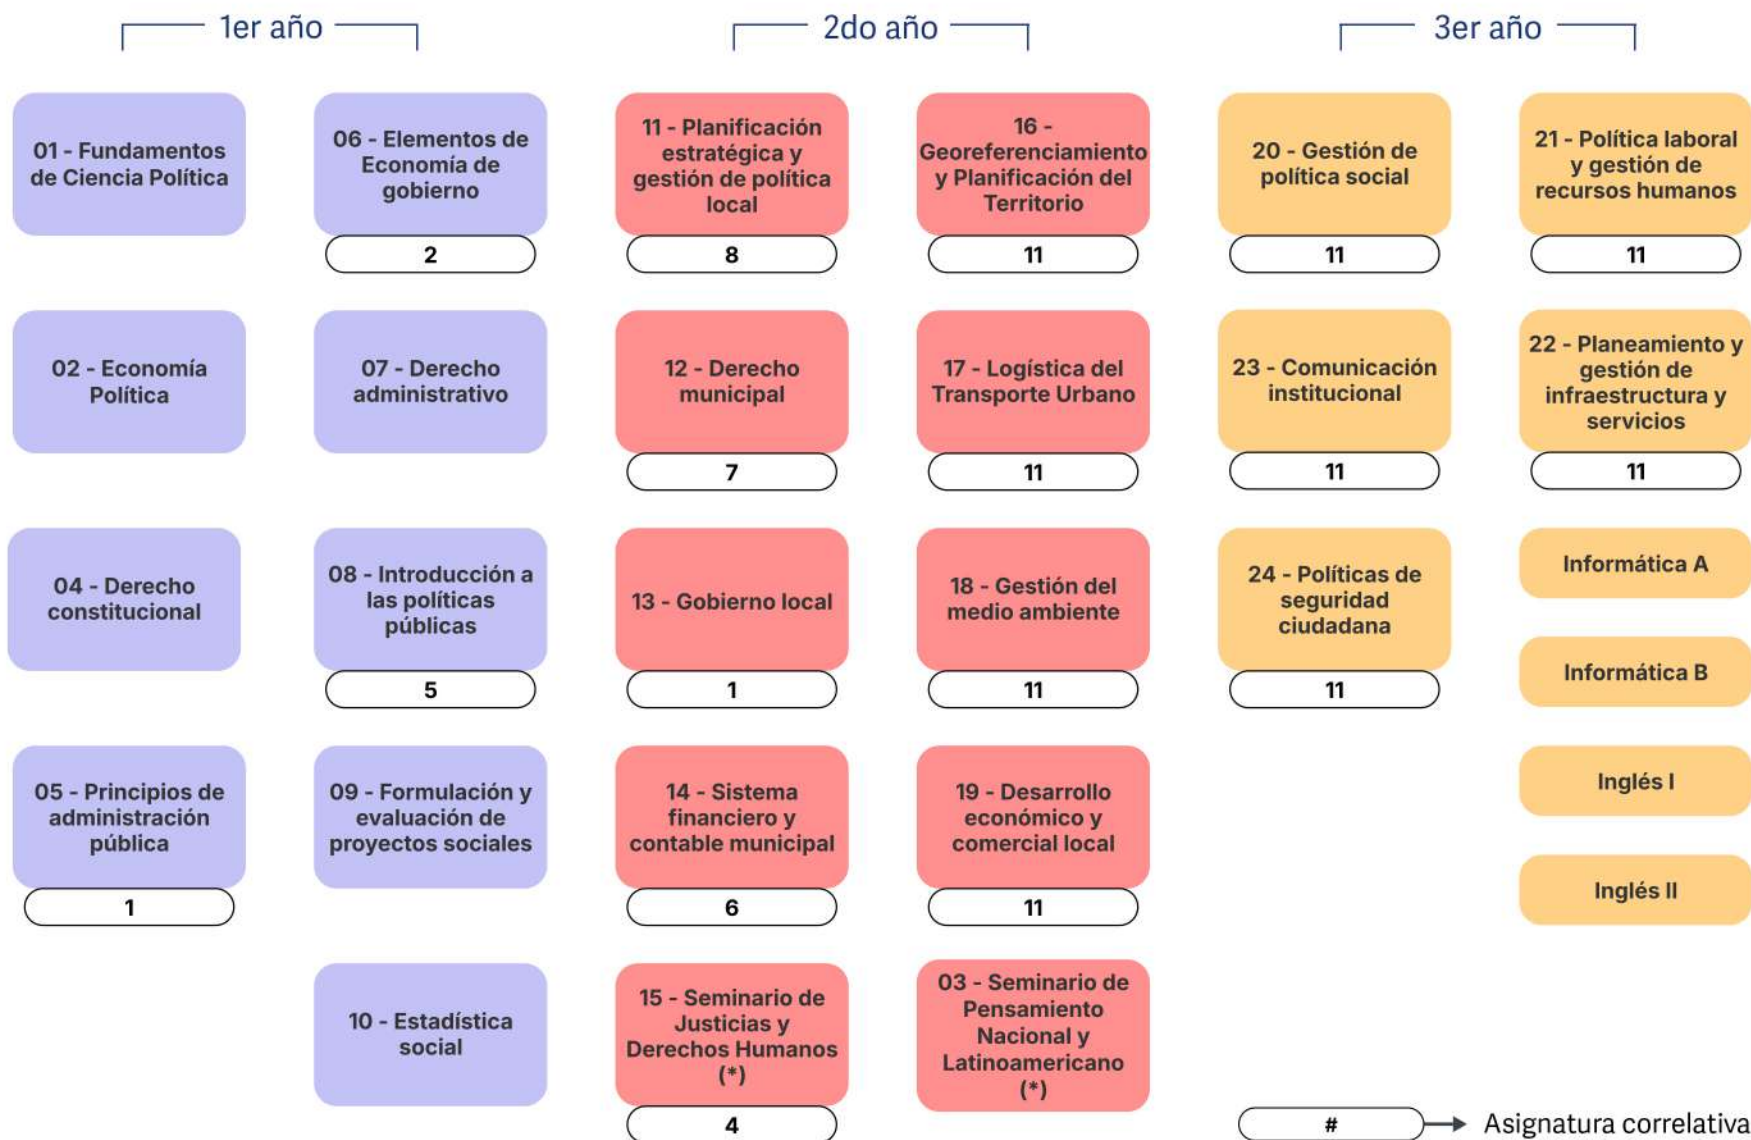 1er año
2do año
3er año
01 - Fundamentos
de Ciencia Política
06 - Elementos de
Economía de
gobierno
2
11 - Planificación
estratégica y
gestión de política
local
8
16 -
Georeferenciamiento
y Planificación del
Territorio
11
20 - Gestión de
política social
11
21 - Política laboral
y gestión de
recursos humanos
11
02 - Economía
Política
07 - Derecho
administrativo
12 - Derecho
municipal
7
17 - Logística del
Transporte Urbano
11
23 - Comunicación
institucional
11
22 - Planeamiento y
gestión de
infraestructura y
servicios
11
04 - Derecho
constitucional
08 - Introducción a
las políticas
públicas
5
13 - Gobierno local
1
18 - Gestión del
medio ambiente
11
24 - Políticas de
seguridad
ciudadana
11
Informática A
Informática B
05 - Principios de
administración
pública
1
09 - Formulación y
evaluación de
proyectos sociales
14 - Sistema
financiero y
contable municipal
6
19 - Desarrollo
económico y
comercial local
11
Inglés I
Inglés II
10 - Estadística
social
15 - Seminario de
Justicias y
Derechos Humanos
(*)
4
03 - Seminario de
Pensamiento
Nacional y
Latinoamericano
(*)
# Asignatura correlativa